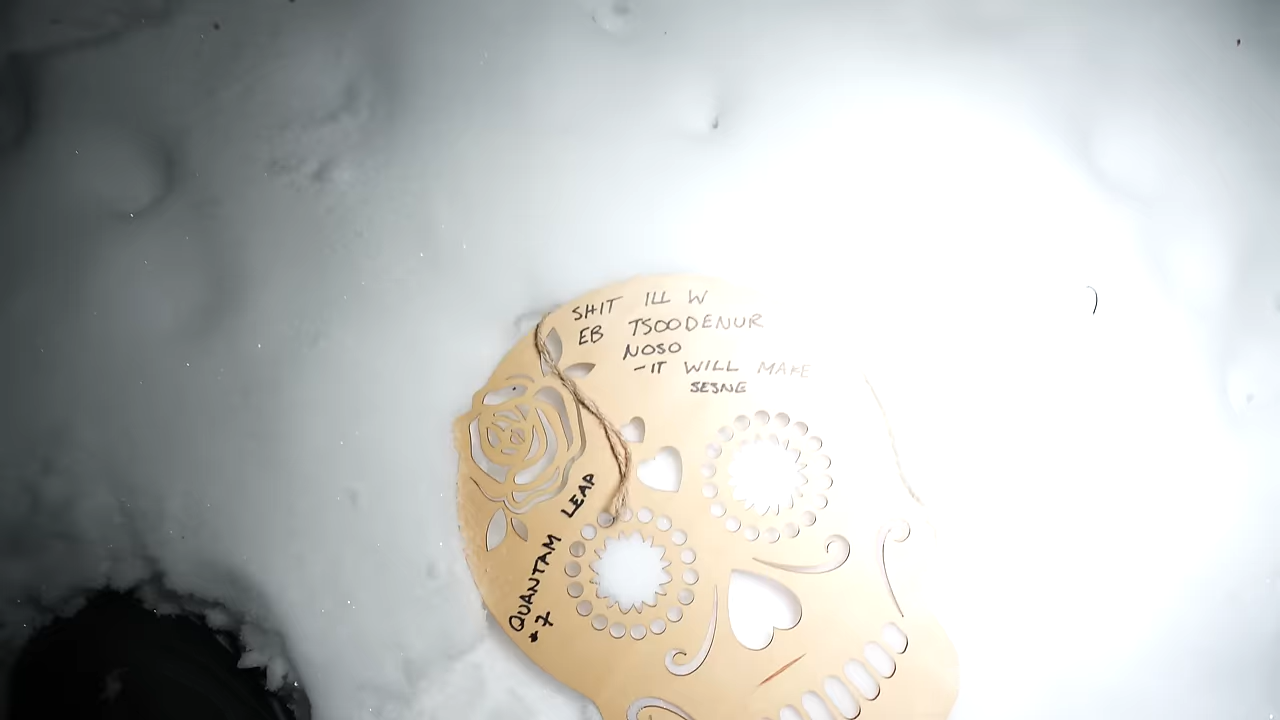 SHIT ILL W
EB TSOODENUR
NOSO
-IT WILL MAKE
SESNE
QUANTAM LEAP
#7